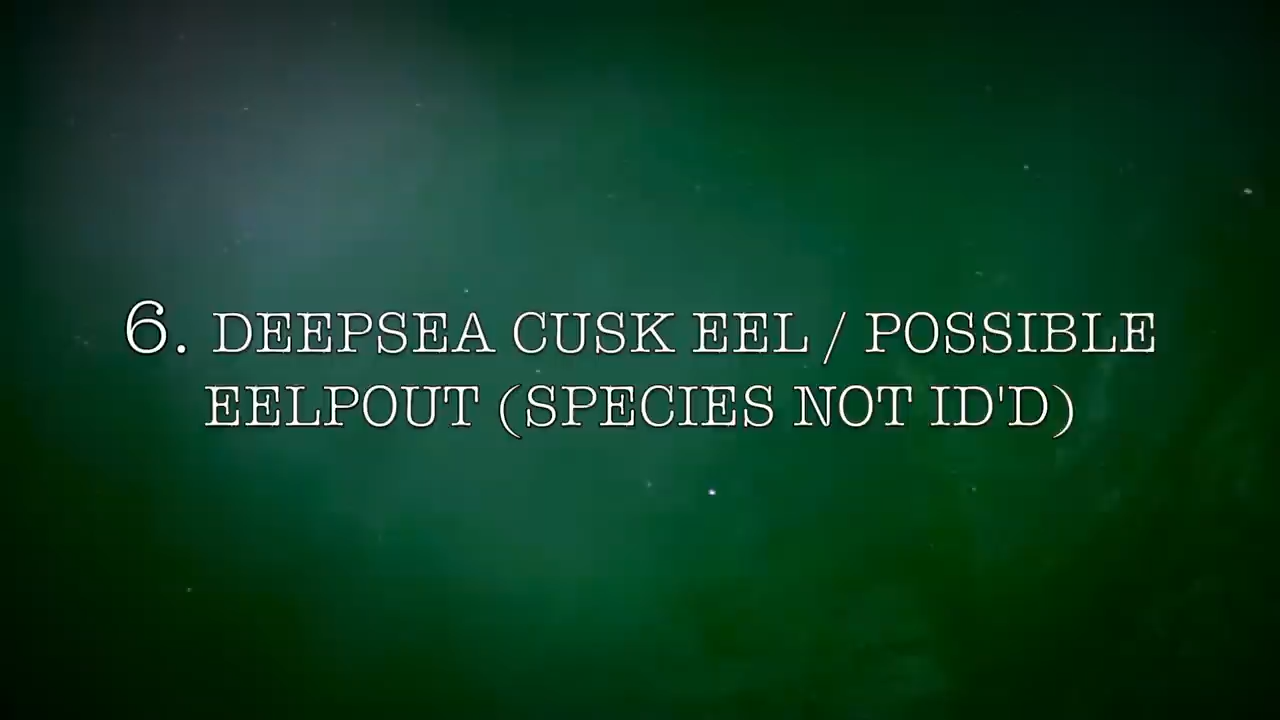 6. DEEPSEA CUSK EEL / POSSIBLE
EELPOUT (SPECIES NOT ID'D)